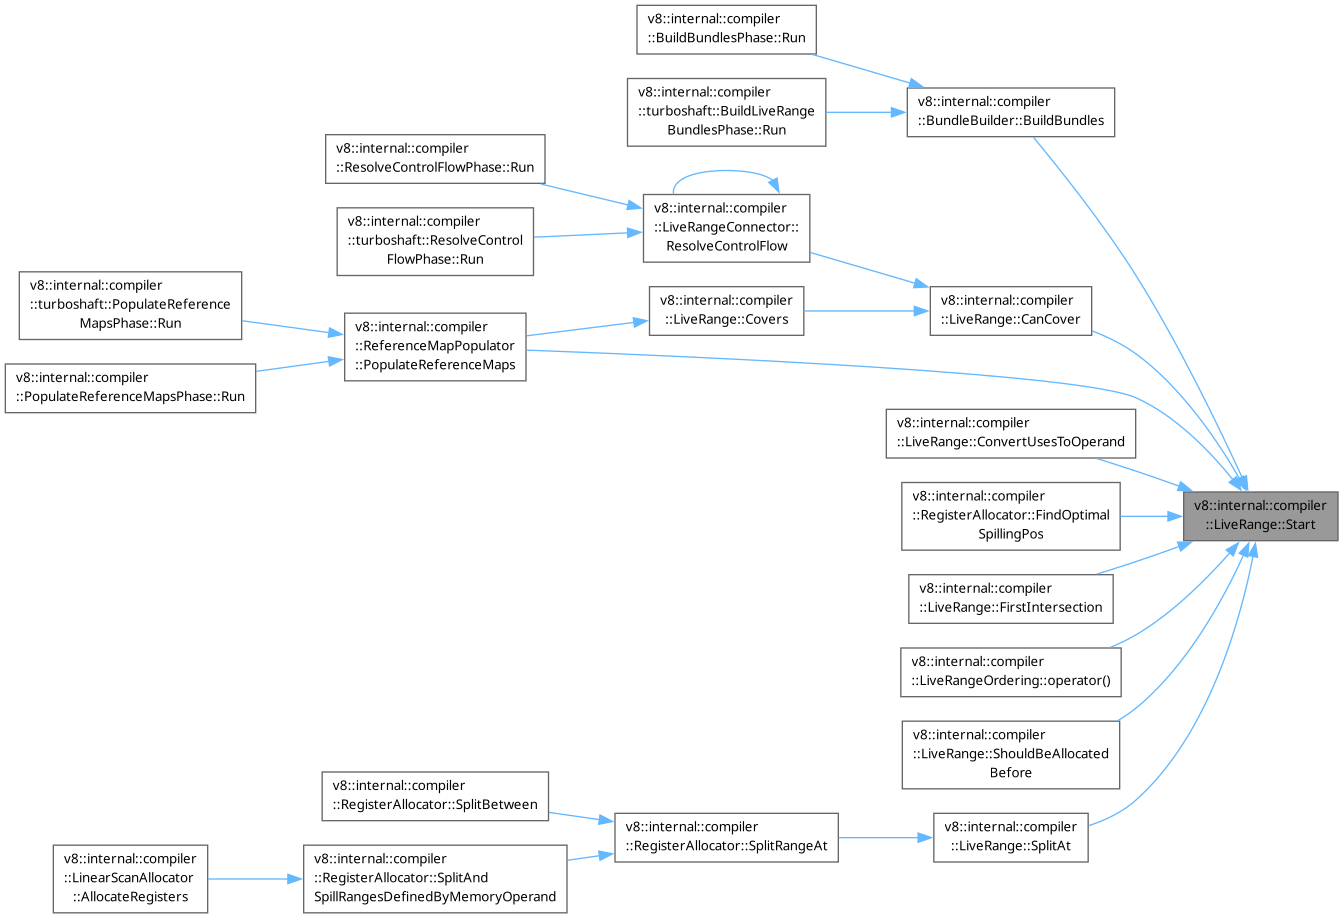 v8::internal::compiler
::BuildBundlesPhase::Run
v8::internal::compiler
::turboshaft::BuildLiveRange
BundlesPhase::Run
v8::internal::compiler
::BundleBuilder::BuildBundles
v8::internal::compiler
::ResolveControlFlowPhase::Run
v8::internal::compiler
::LiveRangeConnector::
ResolveControlFlow
v8::internal::compiler
::turboshaft::ResolveControl
FlowPhase::Run
v8::internal::compiler
::turboshaft::PopulateReference
MapsPhase::Run
v8::internal::compiler
::LiveRange::Covers
v8::internal::compiler
::LiveRange::CanCover
v8::internal::compiler
::ReferenceMapPopulator
::PopulateReferenceMaps
v8::internal::compiler
::PopulateReferenceMapsPhase::Run
v8::internal::compiler
::LiveRange::ConvertUsesToOperand
v8::internal::compiler
::RegisterAllocator::FindOptimal
SpillingPos
v8::internal::compiler
::LiveRange::Start
v8::internal::compiler
::LiveRange::FirstIntersection
v8::internal::compiler
::LiveRangeOrdering::operator()
v8::internal::compiler
::LiveRange::ShouldBeAllocated
Before
v8::internal::compiler
::RegisterAllocator::SplitBetween
v8::internal::compiler
::RegisterAllocator::SplitRangeAt
v8::internal::compiler
::LiveRange::SplitAt
v8::internal::compiler
::LinearScanAllocator
::AllocateRegisters
v8::internal::compiler
::RegisterAllocator::SplitAnd
SpillRangesDefinedByMemoryOperand